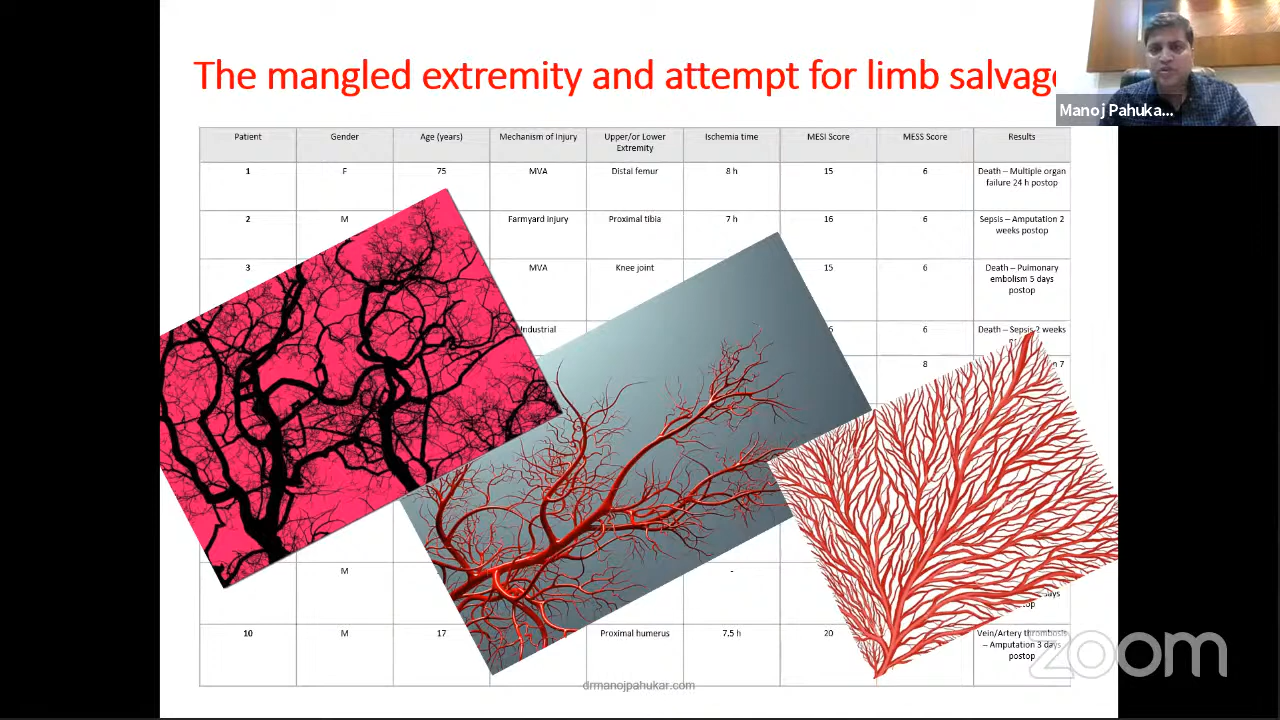 The mangled extremity and attempt for limb salvage
Manoj Pahuka...
Patient Gender Age (years) Mechanism of Injury Upper/or Lower Ischemia time MESI Score MESS Score Results
Extremity
1 F 75 MVA Distal femur 8 h 15 6 Death – Multiple organ
failure 24 h postop
2 M Farmyard Injury Proximal tibia 7 h 16 6 Sepsis – Amputation 2
weeks postop
3 MVA Knee joint 15 6 Death – Pulmonary
embolism 5 days
postop
Industrial 6 Death – Sepsis 2 weeks
8 7
M -
10 M 17 Proximal humerus 7.5 h 20 Vein/Artery thrombosis
– Amputation 3 days
postop
zoom
drmanojpahukar.com